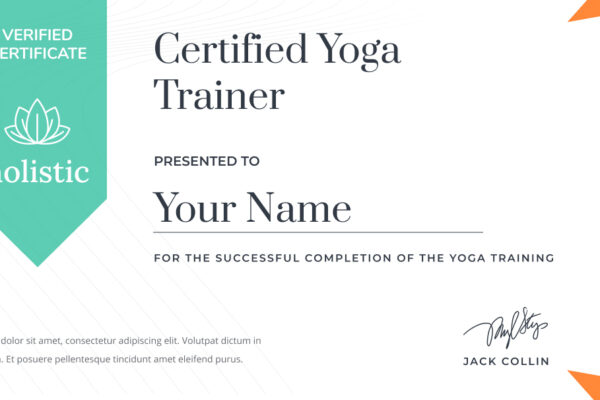 VERIFIED
CERTIFICATE
holistic
Certified Yoga
Trainer
PRESENTED TO
Your Name
FOR THE SUCCESSFUL COMPLETION OF THE YOGA TRAINING
dolor sit amet, consectetur adipiscing elit. Volutpat dictum in
Et posuere pellentesque tincidunt amet eleifend purus.
JACK COLLIN